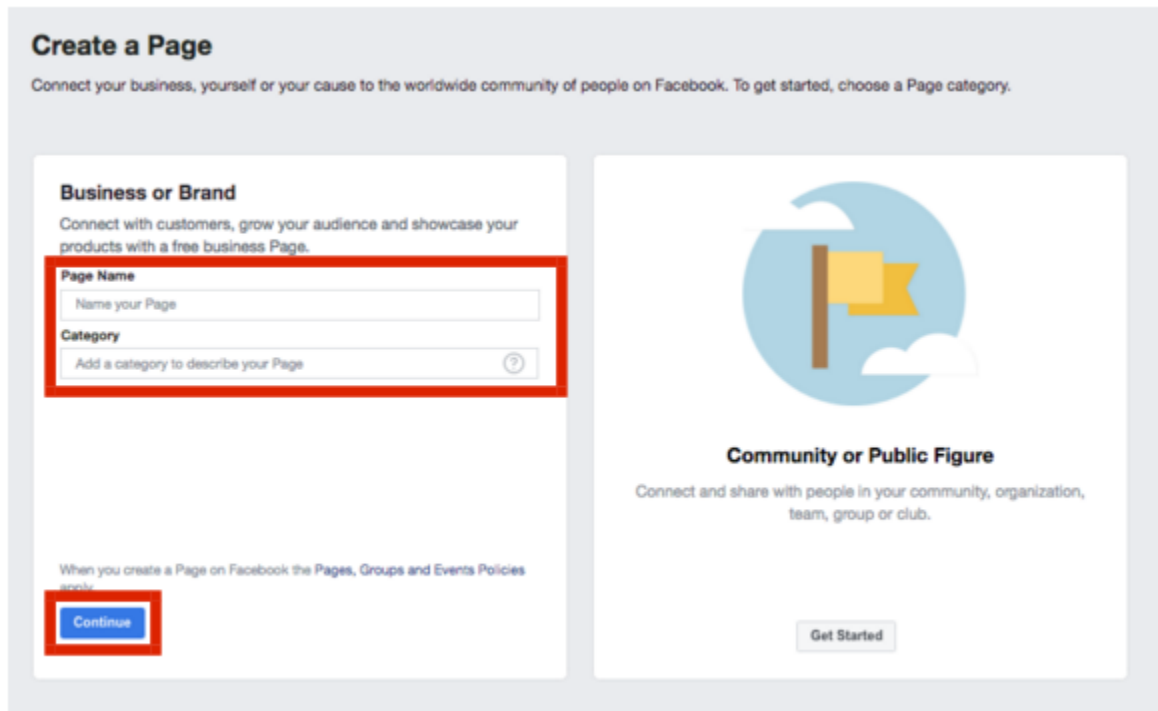 Create a Page
Connect your business, yourself or your cause to the worldwide community of people on Facebook. To get started, choose a Page category.
Business or Brand
Connect with customers, grow your audience and showcase your
products with a free business Page.
Page Name
Name your Page
Category
Add a category to describe your Page
?
When you create a Page on Facebook the Pages, Groups and Events Policies
apply
Continue
Community or Public Figure
Connect and share with people in your community, organization,
team, group or club.
Get Started